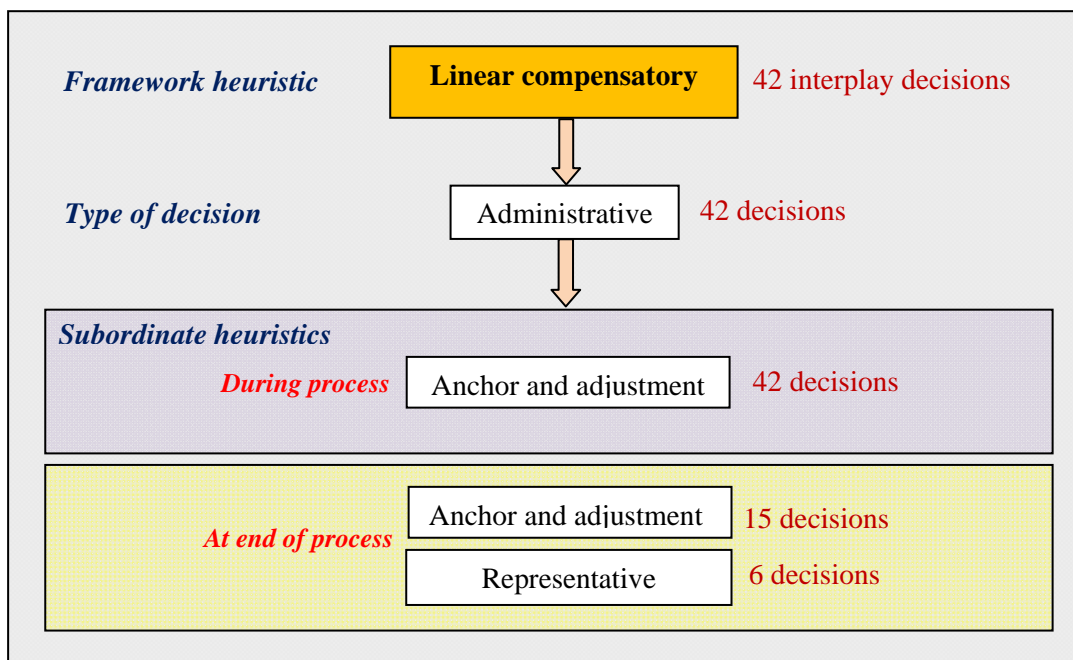 Framework heuristic
Linear compensatory
42 interplay decisions
Type of decision
Administrative
42 decisions
Subordinate heuristics
During process
Anchor and adjustment
42 decisions
At end of process
Anchor and adjustment
15 decisions
Representative
6 decisions